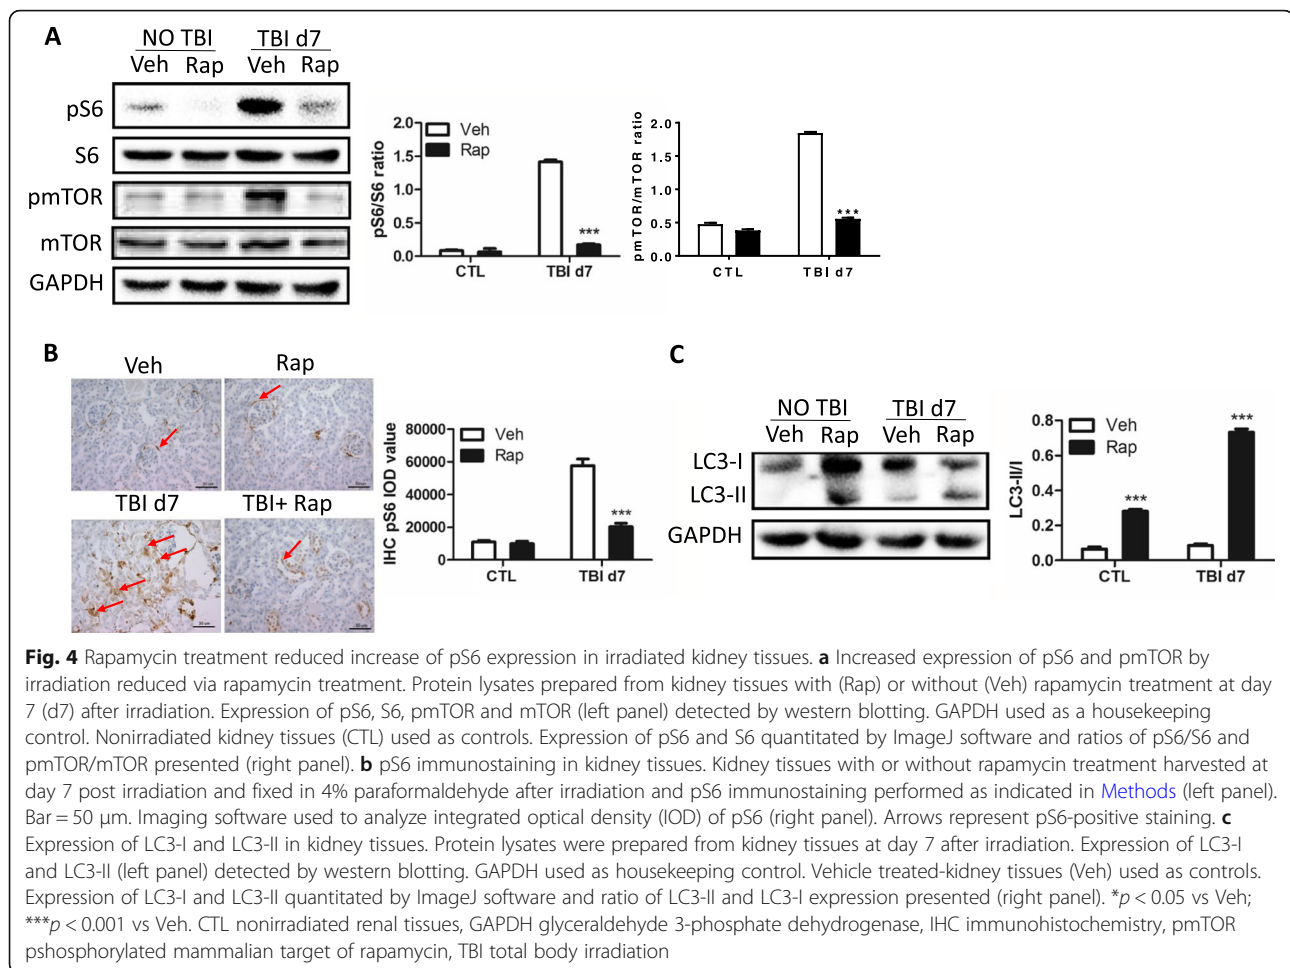 A
NO TBI TBI d7
Veh Rap Veh Rap
pS6
S6
pmTOR
mTOR
GAPDH
pS6/S6 ratio
2.0
1.5
1.0
0.5
0.0
Veh
Rap
***
CTL TBI d7
pmTOR/mTOR ratio
2.0
1.5
1.0
0.5
0.0
***
CTL TBI d7
B
Veh Rap
TBI d7 TBI+ Rap
IHC pS6 IOD value
80000
60000
40000
20000
0
Veh
Rap
***
CTL TBI d7
C
NO TBI TBI d7
Veh Rap Veh Rap
LC3-I
LC3-II
GAPDH
LC3-II/I
0.8
0.6
0.4
0.2
0.0
Veh
Rap
***
***
CTL TBI d7
Fig. 4 Rapamycin treatment reduced increase of pS6 expression in irradiated kidney tissues. a Increased expression of pS6 and pmTOR by
irradiation reduced via rapamycin treatment. Protein lysates prepared from kidney tissues with (Rap) or without (Veh) rapamycin treatment at day
7 (d7) after irradiation. Expression of pS6, S6, pmTOR and mTOR (left panel) detected by western blotting. GAPDH used as a housekeeping
control. Nonirradiated kidney tissues (CTL) used as controls. Expression of pS6 and S6 quantitated by ImageJ software and ratios of pS6/S6 and
pmTOR/mTOR presented (right panel). b pS6 immunostaining in kidney tissues. Kidney tissues with or without rapamycin treatment harvested at
day 7 post irradiation and fixed in 4% paraformaldehyde after irradiation and pS6 immunostaining performed as indicated in Methods (left panel).
Bar = 50 μm. Imaging software used to analyze integrated optical density (IOD) of pS6 (right panel). Arrows represent pS6-positive staining. c
Expression of LC3-I and LC3-II in kidney tissues. Protein lysates were prepared from kidney tissues at day 7 after irradiation. Expression of LC3-I
and LC3-II (left panel) detected by western blotting. GAPDH used as housekeeping control. Vehicle treated-kidney tissues (Veh) used as controls.
Expression of LC3-I and LC3-II quantitated by ImageJ software and ratio of LC3-II and LC3-I expression presented (right panel). *p < 0.05 vs Veh;
***p < 0.001 vs Veh. CTL nonirradiated renal tissues, GAPDH glyceraldehyde 3-phosphate dehydrogenase, IHC immunohistochemistry, pmTOR
pshosphorylated mammalian target of rapamycin, TBI total body irradiation